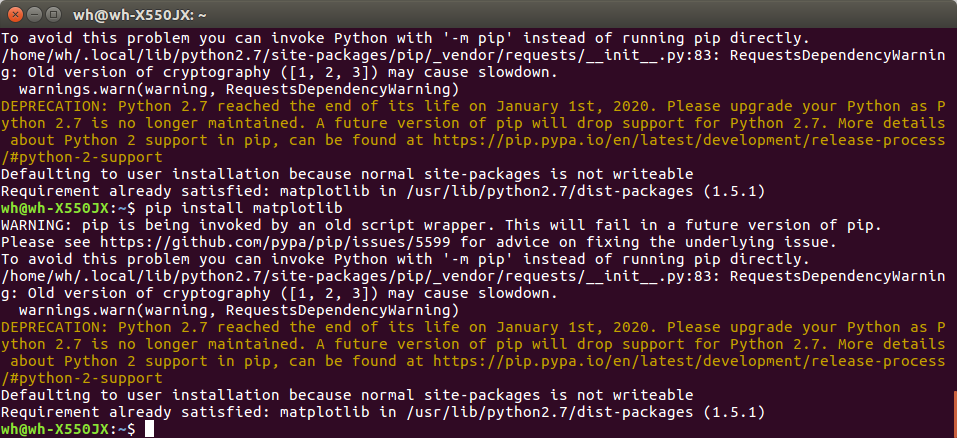 wh@wh-X550JX: ~
To avoid this problem you can invoke Python with '-m pip' instead of running pip directly.
/home/wh/.local/lib/python2.7/site-packages/pip/_vendor/requests/__init__.py:83: RequestsDependencyWarnin
g: Old version of cryptography ([1, 2, 3]) may cause slowdown.
  warnings.warn(warning, RequestsDependencyWarning)
DEPRECATION: Python 2.7 reached the end of its life on January 1st, 2020. Please upgrade your Python as P
ython 2.7 is no longer maintained. A future version of pip will drop support for Python 2.7. More details
 about Python 2 support in pip, can be found at https://pip.pypa.io/en/latest/development/release-process
/#python-2-support
Defaulting to user installation because normal site-packages is not writeable
Requirement already satisfied: matplotlib in /usr/lib/python2.7/dist-packages (1.5.1)
wh@wh-X550JX:~$ pip install matplotlib
WARNING: pip is being invoked by an old script wrapper. This will fail in a future version of pip.
Please see https://github.com/pypa/pip/issues/5599 for advice on fixing the underlying issue.
To avoid this problem you can invoke Python with '-m pip' instead of running pip directly.
/home/wh/.local/lib/python2.7/site-packages/pip/_vendor/requests/__init__.py:83: RequestsDependencyWarnin
g: Old version of cryptography ([1, 2, 3]) may cause slowdown.
  warnings.warn(warning, RequestsDependencyWarning)
DEPRECATION: Python 2.7 reached the end of its life on January 1st, 2020. Please upgrade your Python as P
ython 2.7 is no longer maintained. A future version of pip will drop support for Python 2.7. More details
 about Python 2 support in pip, can be found at https://pip.pypa.io/en/latest/development/release-process
/#python-2-support
Defaulting to user installation because normal site-packages is not writeable
Requirement already satisfied: matplotlib in /usr/lib/python2.7/dist-packages (1.5.1)
wh@wh-X550JX:~$